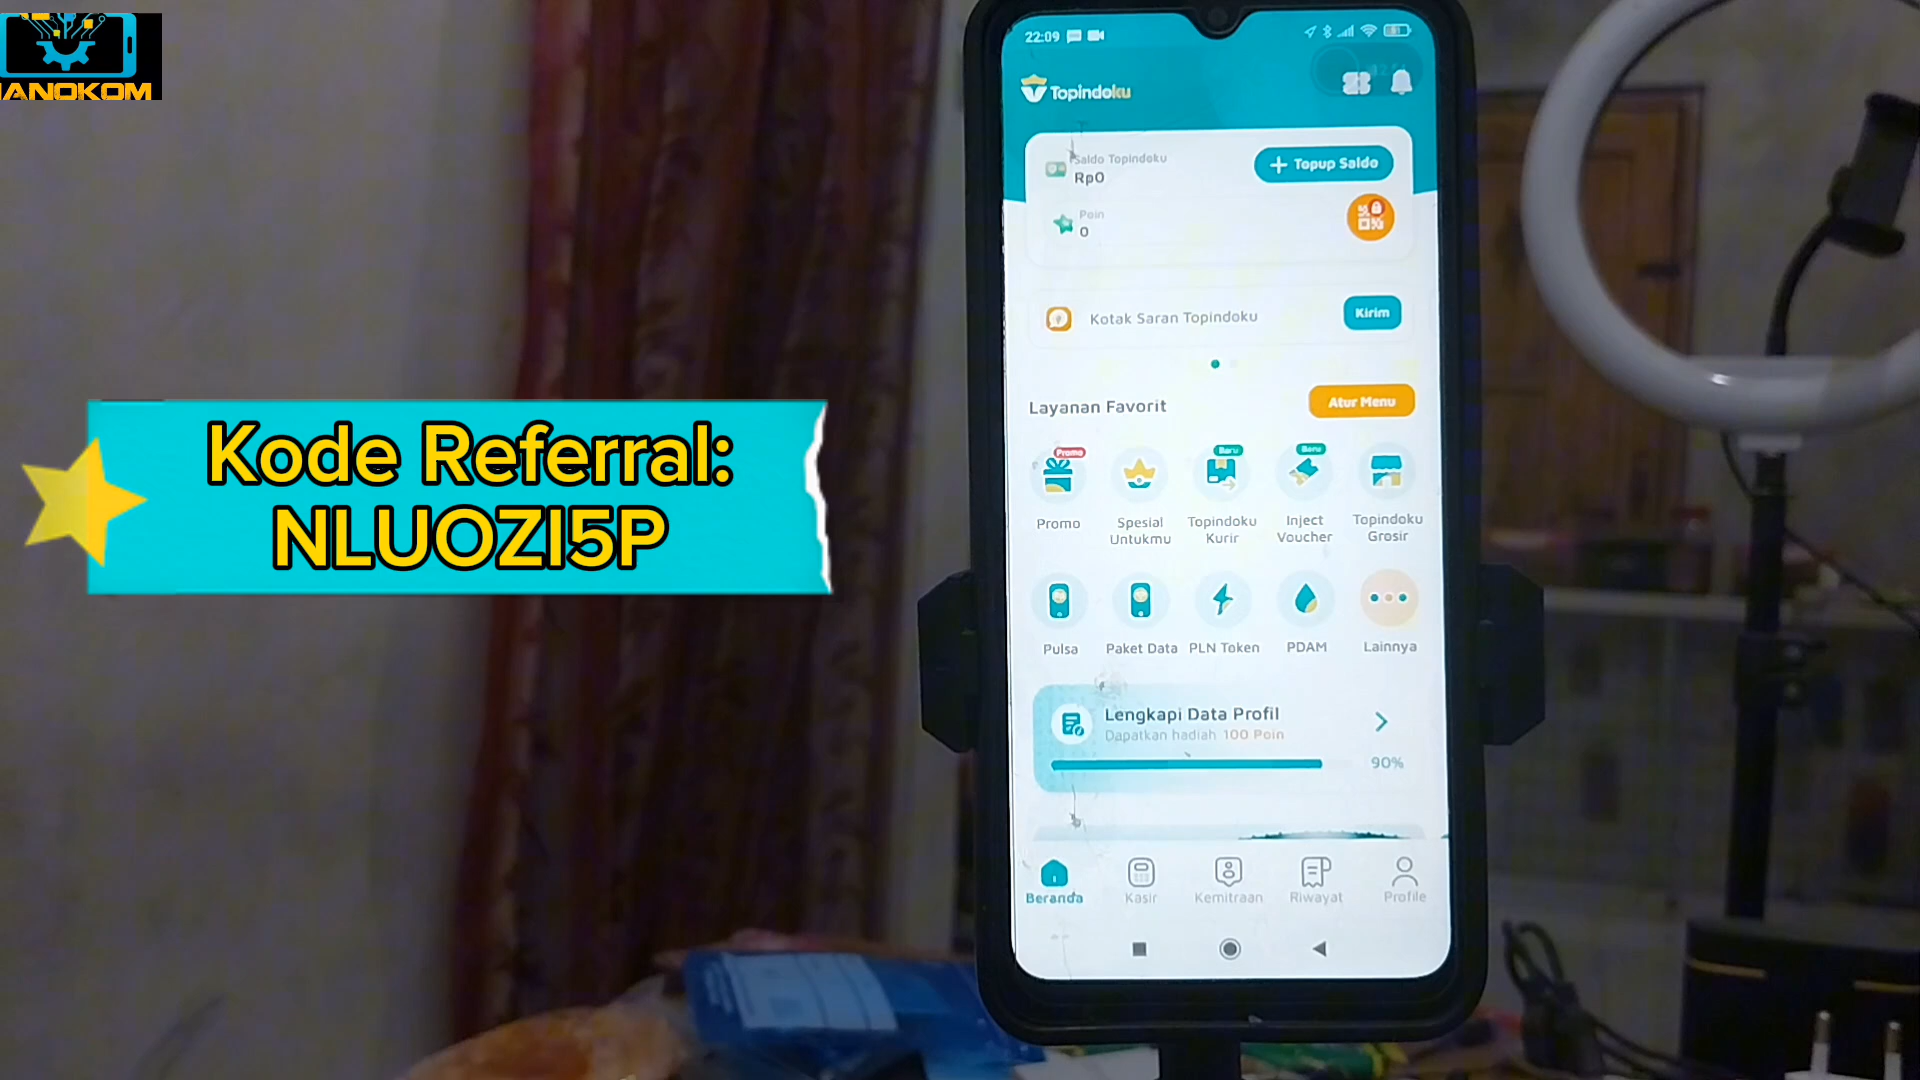 IANOKOM
Kode Referral:
NLUOZI5P
22:09
Topindoku
Saldo Topindoku
Rp0
+ Topup Saldo
Poin
0
Kotak Saran Topindoku
Kirim
Layanan Favorit
Atur Menu
Promo
Baru
Baru
Promo
Spesial Untukmu
Topindoku Kurir
Inject Voucher
Topindoku Grosir
Pulsa
Paket Data
PLN Token
PDAM
Lainnya
Lengkapi Data Profil
Dapatkan hadiah 100 Poin
90%
Beranda
Kasir
Kemitraan
Riwayat
Profile